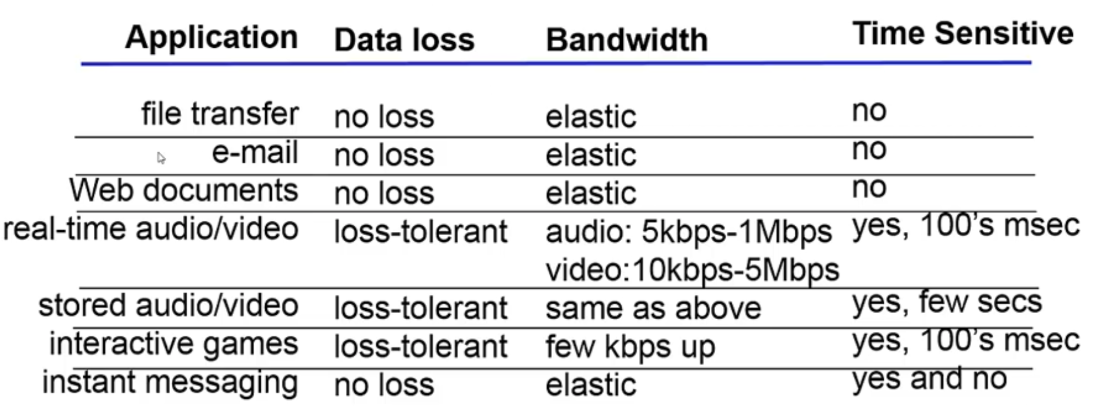 Application Data loss Bandwidth Time Sensitive
file transfer no loss elastic no
e-mail no loss elastic no
Web documents no loss elastic no
real-time audio/video loss-tolerant audio: 5kbps-1Mbps yes, 100's msec
video:10kbps-5Mbps
stored audio/video loss-tolerant same as above yes, few secs
interactive games loss-tolerant few kbps up yes, 100's msec
instant messaging no loss elastic yes and no